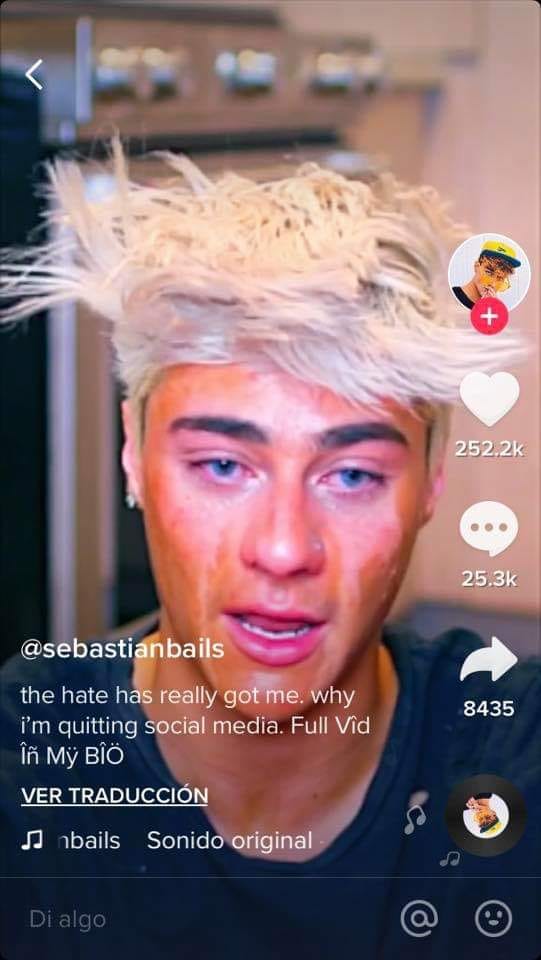 252.2k
25.3k
@sebastianbails
8435
the hate has really got me. why
i'm quitting social media. Full Vîd
Îñ Mÿ BÎÖ
VER TRADUCCIÓN
nbails Sonido original
Di algo